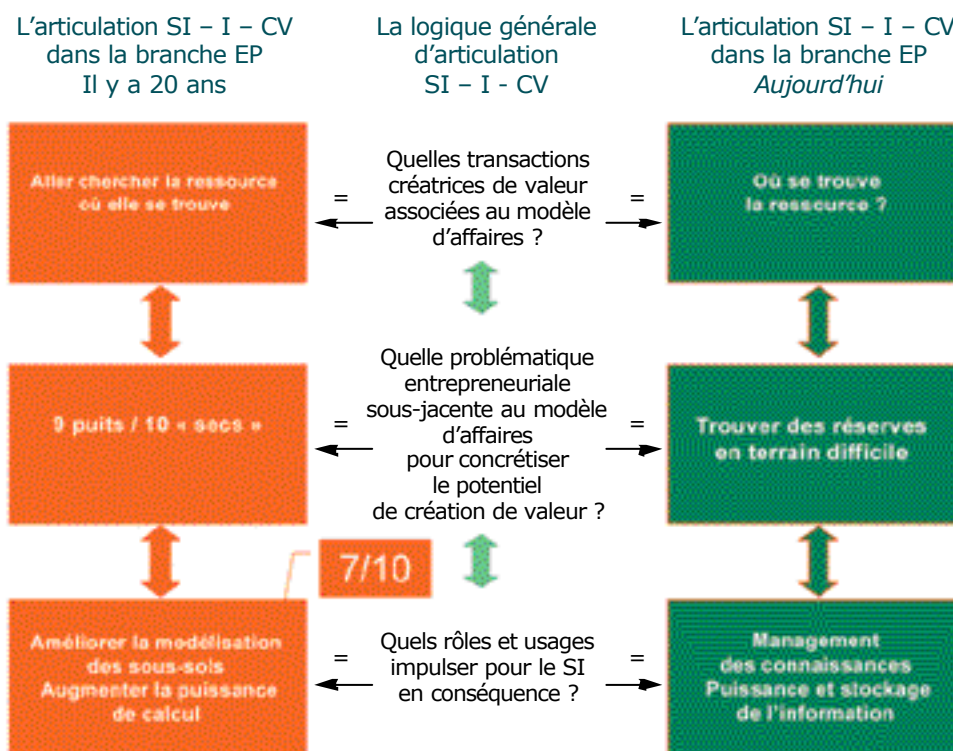 L’articulation SI – I – CV
dans la branche EP
Il y a 20 ans
La logique générale
d’articulation
SI – I - CV
L’articulation SI – I – CV
dans la branche EP
Aujourd’hui
Aller chercher la ressource
où elle se trouve
=
Quelles transactions
créatrices de valeur
associées au modèle
d’affaires ?
=
Où se trouve
la ressource ?
9 puits / 10 « secs »
=
Quelle problématique
entrepreneuriale
sous-jacente au modèle
d’affaires
pour concrétiser
le potentiel
de création de valeur ?
=
Trouver des réserves
en terrain difficile
7/10
Améliorer la modélisation
des sous-sols
Augmenter la puissance
de calcul
=
Quels rôles et usages
impulser pour le SI
en conséquence ?
=
Management
des connaissances
Puissance et stockage
de l’information